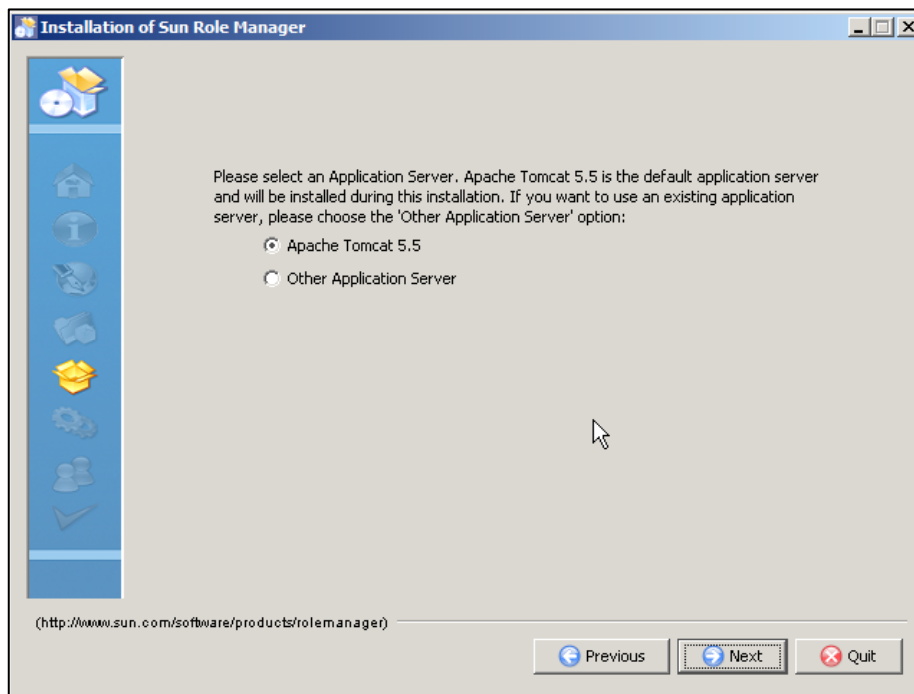 Installation of Sun Role Manager
Please select an Application Server. Apache Tomcat 5.5 is the default application server
and will be installed during this installation. If you want to use an existing application
server, please choose the 'Other Application Server' option:
Apache Tomcat 5.5
Other Application Server
(http://www.sun.com/software/products/rolemanager)
Previous
Next
Quit